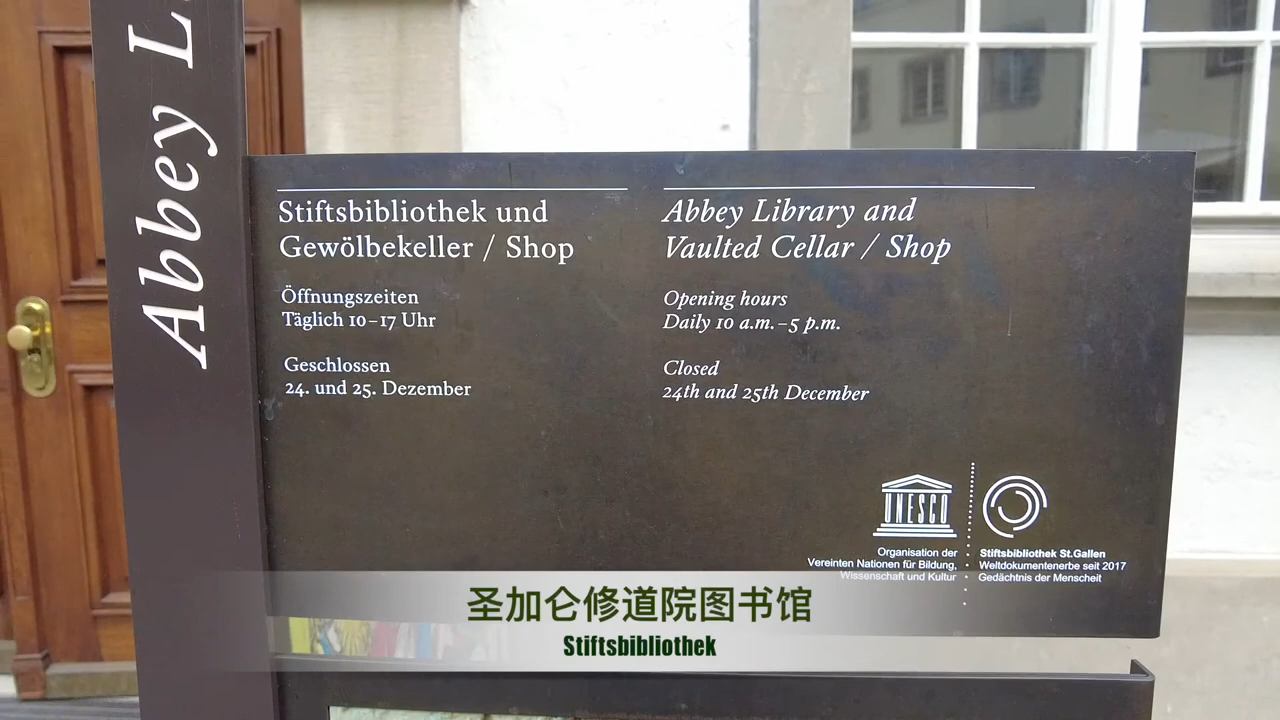 Abbey L
Stiftsbibliothek und
Gewölbekeller / Shop
Öffnungszeiten
Täglich 10–17 Uhr
Geschlossen
24. und 25. Dezember
Abbey Library and
Vaulted Cellar / Shop
Opening hours
Daily 10 a.m.–5 p.m.
Closed
24th and 25th December
UNESCO
Organisation der
Vereinten Nationen für Bildung,
Wissenschaft und Kultur
Stiftsbibliothek St.Gallen
Weltdokumentenerbe seit 2017
Gedächtnis der Menscheit
圣加仑修道院图书馆
Stiftsbibliothek